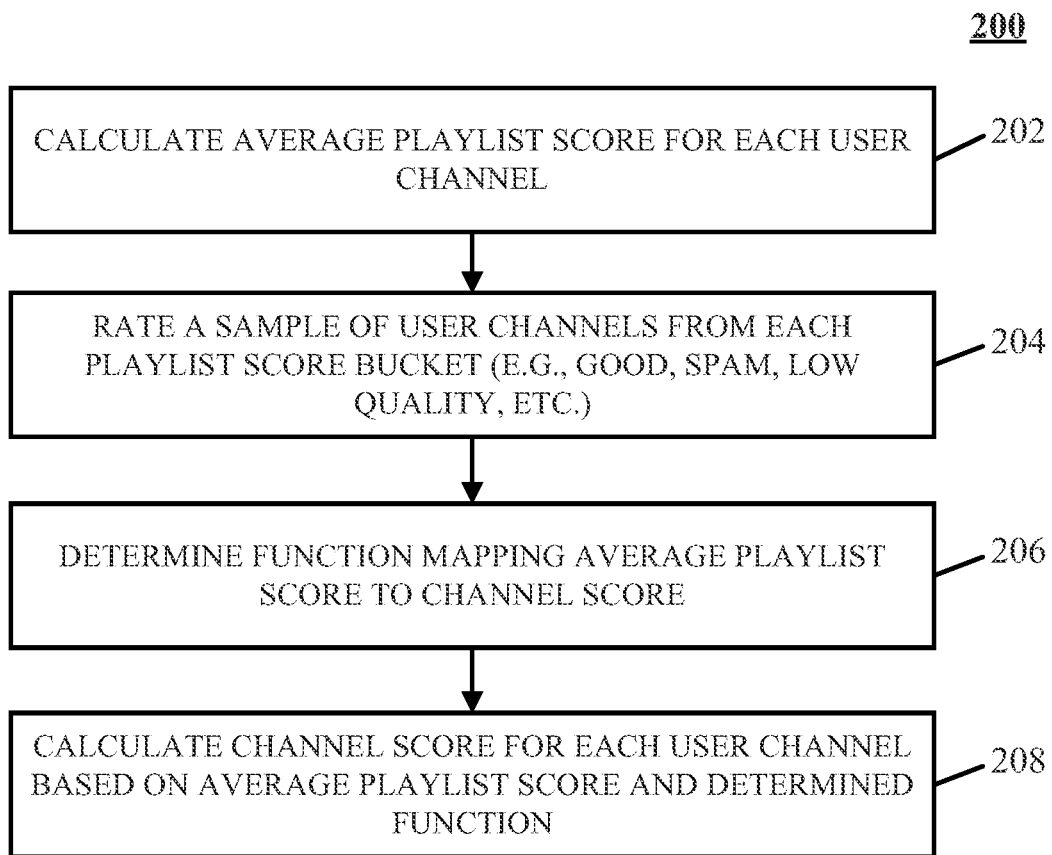 200
CALCULATE AVERAGE PLAYLIST SCORE FOR EACH USER
CHANNEL
202
RATE A SAMPLE OF USER CHANNELS FROM EACH
PLAYLIST SCORE BUCKET (E.G., GOOD, SPAM, LOW
QUALITY, ETC.)
204
DETERMINE FUNCTION MAPPING AVERAGE PLAYLIST
SCORE TO CHANNEL SCORE
206
CALCULATE CHANNEL SCORE FOR EACH USER CHANNEL
BASED ON AVERAGE PLAYLIST SCORE AND DETERMINED
FUNCTION
208